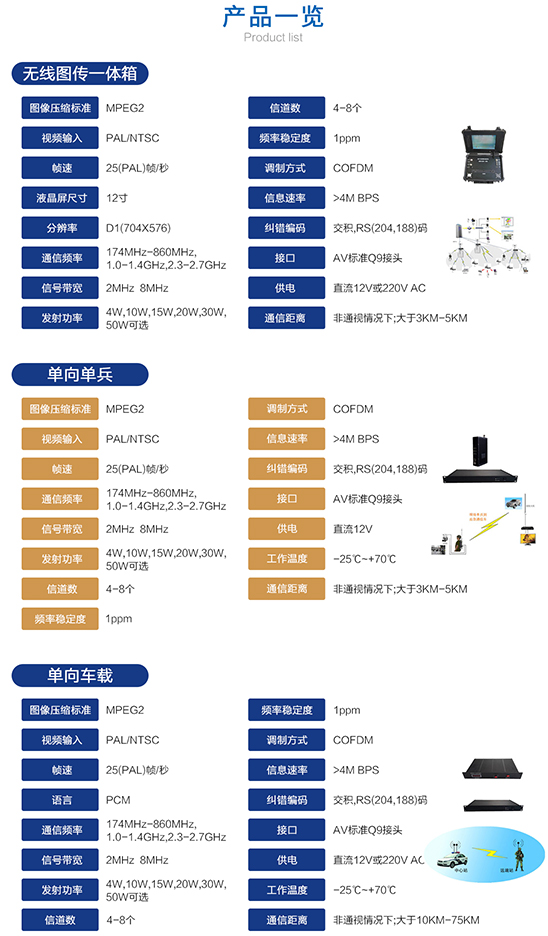 产品一览
Product list
无线图传一体箱
图像压缩标准 MPEG2 信道数 4-8个
视频输入 PAL/NTSC 频率稳定度 1ppm
帧速 25(PAL)帧/秒 调制方式 COFDM
液晶屏尺寸 12寸 信息速率 >4M BPS
分辨率 D1(704X576) 纠错编码 交积,RS(204,188)码
通信频率 174MHz-860MHz, 1.0-1.4GHz,2.3-2.7GHz 接口 AV标准Q9接头
信号带宽 2MHz 8MHz 供电 直流12V或220V AC
发射功率 4W,10W,15W,20W,30W, 50W可选 通信距离 非通视情况下;大于3KM-5KM
单向单兵
图像压缩标准 MPEG2 调制方式 COFDM
视频输入 PAL/NTSC 信息速率 >4M BPS
帧速 25(PAL)帧/秒 纠错编码 交积,RS(204,188)码
通信频率 174MHz-860MHz, 1.0-1.4GHz,2.3-2.7GHz 接口 AV标准Q9接头
信号带宽 2MHz 8MHz 供电 直流12V
发射功率 4W,10W,15W,20W,30W, 50W可选 工作温度 -25℃~+70℃
信道数 4-8个 通信距离 非通视情况下;大于3KM-5KM
频率稳定度 1ppm
单向车载
图像压缩标准 MPEG2 频率稳定度 1ppm
视频输入 PAL/NTSC 调制方式 COFDM
帧速 25(PAL)帧/秒 信息速率 >4M BPS
语言 PCM 纠错编码 交积,RS(204,188)码
通信频率 174MHz-860MHz, 1.0-1.4GHz,2.3-2.7GHz 接口 AV标准Q9接头
信号带宽 2MHz 8MHz 供电 直流12V或220V AC
发射功率 4W,10W,15W,20W,30W, 50W可选 工作温度 -25℃~+70℃
信道数 4-8个 通信距离 非通视情况下;大于10KM-75KM
中心站